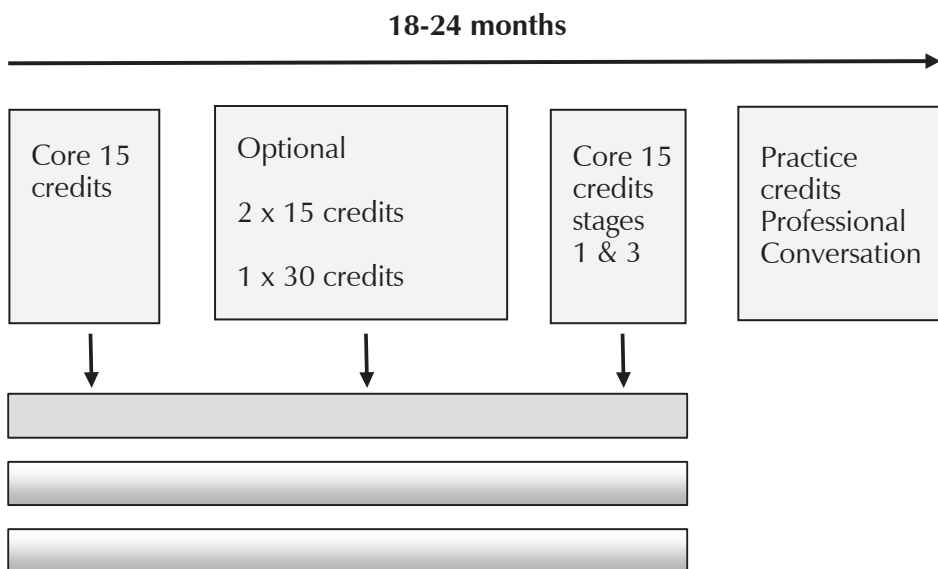 18-24 months
Core 15
credits
Optional
2 x 15 credits
1 x 30 credits
Core 15
credits
stages
1 & 3
Practice
credits
Professional
Conversation